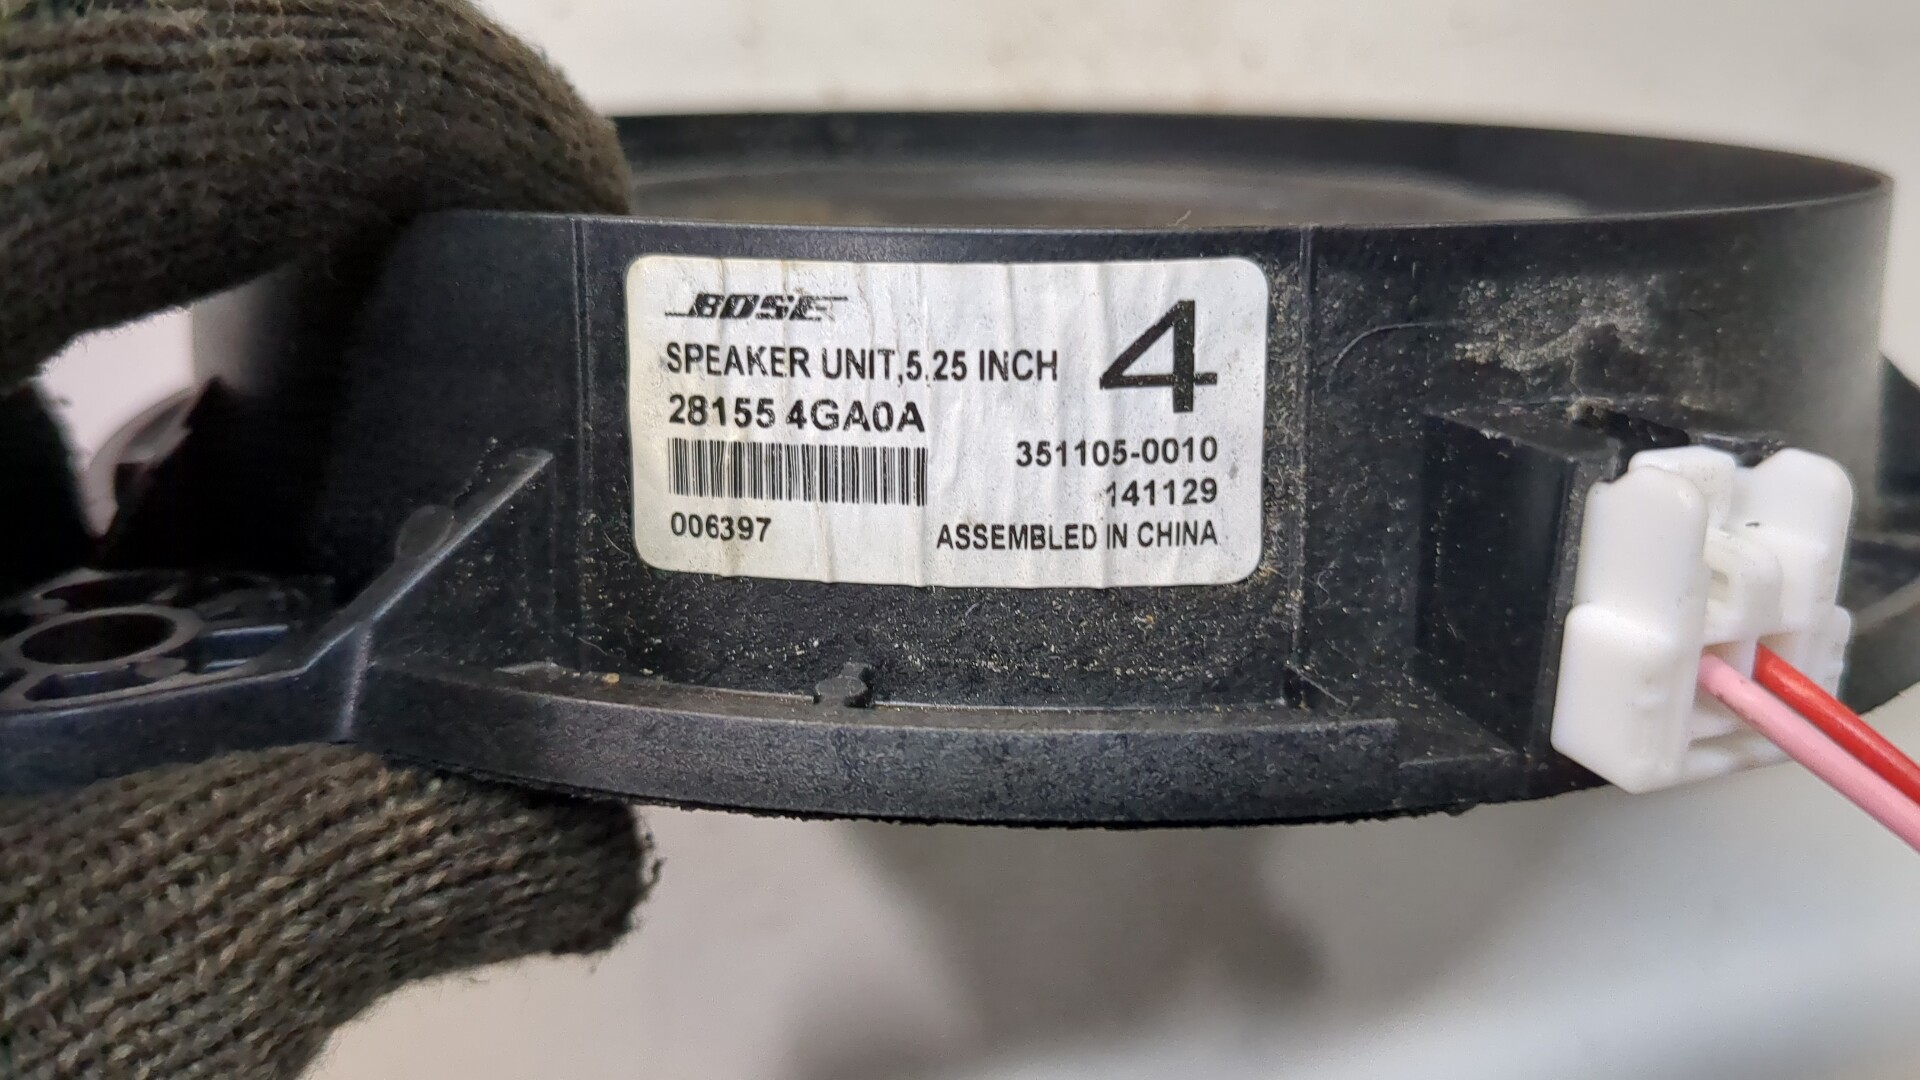 BOSE
4
SPEAKER UNIT,5.25 INCH
28155 4GA0A
351105-0010
141129
006397
ASSEMBLED IN CHINA